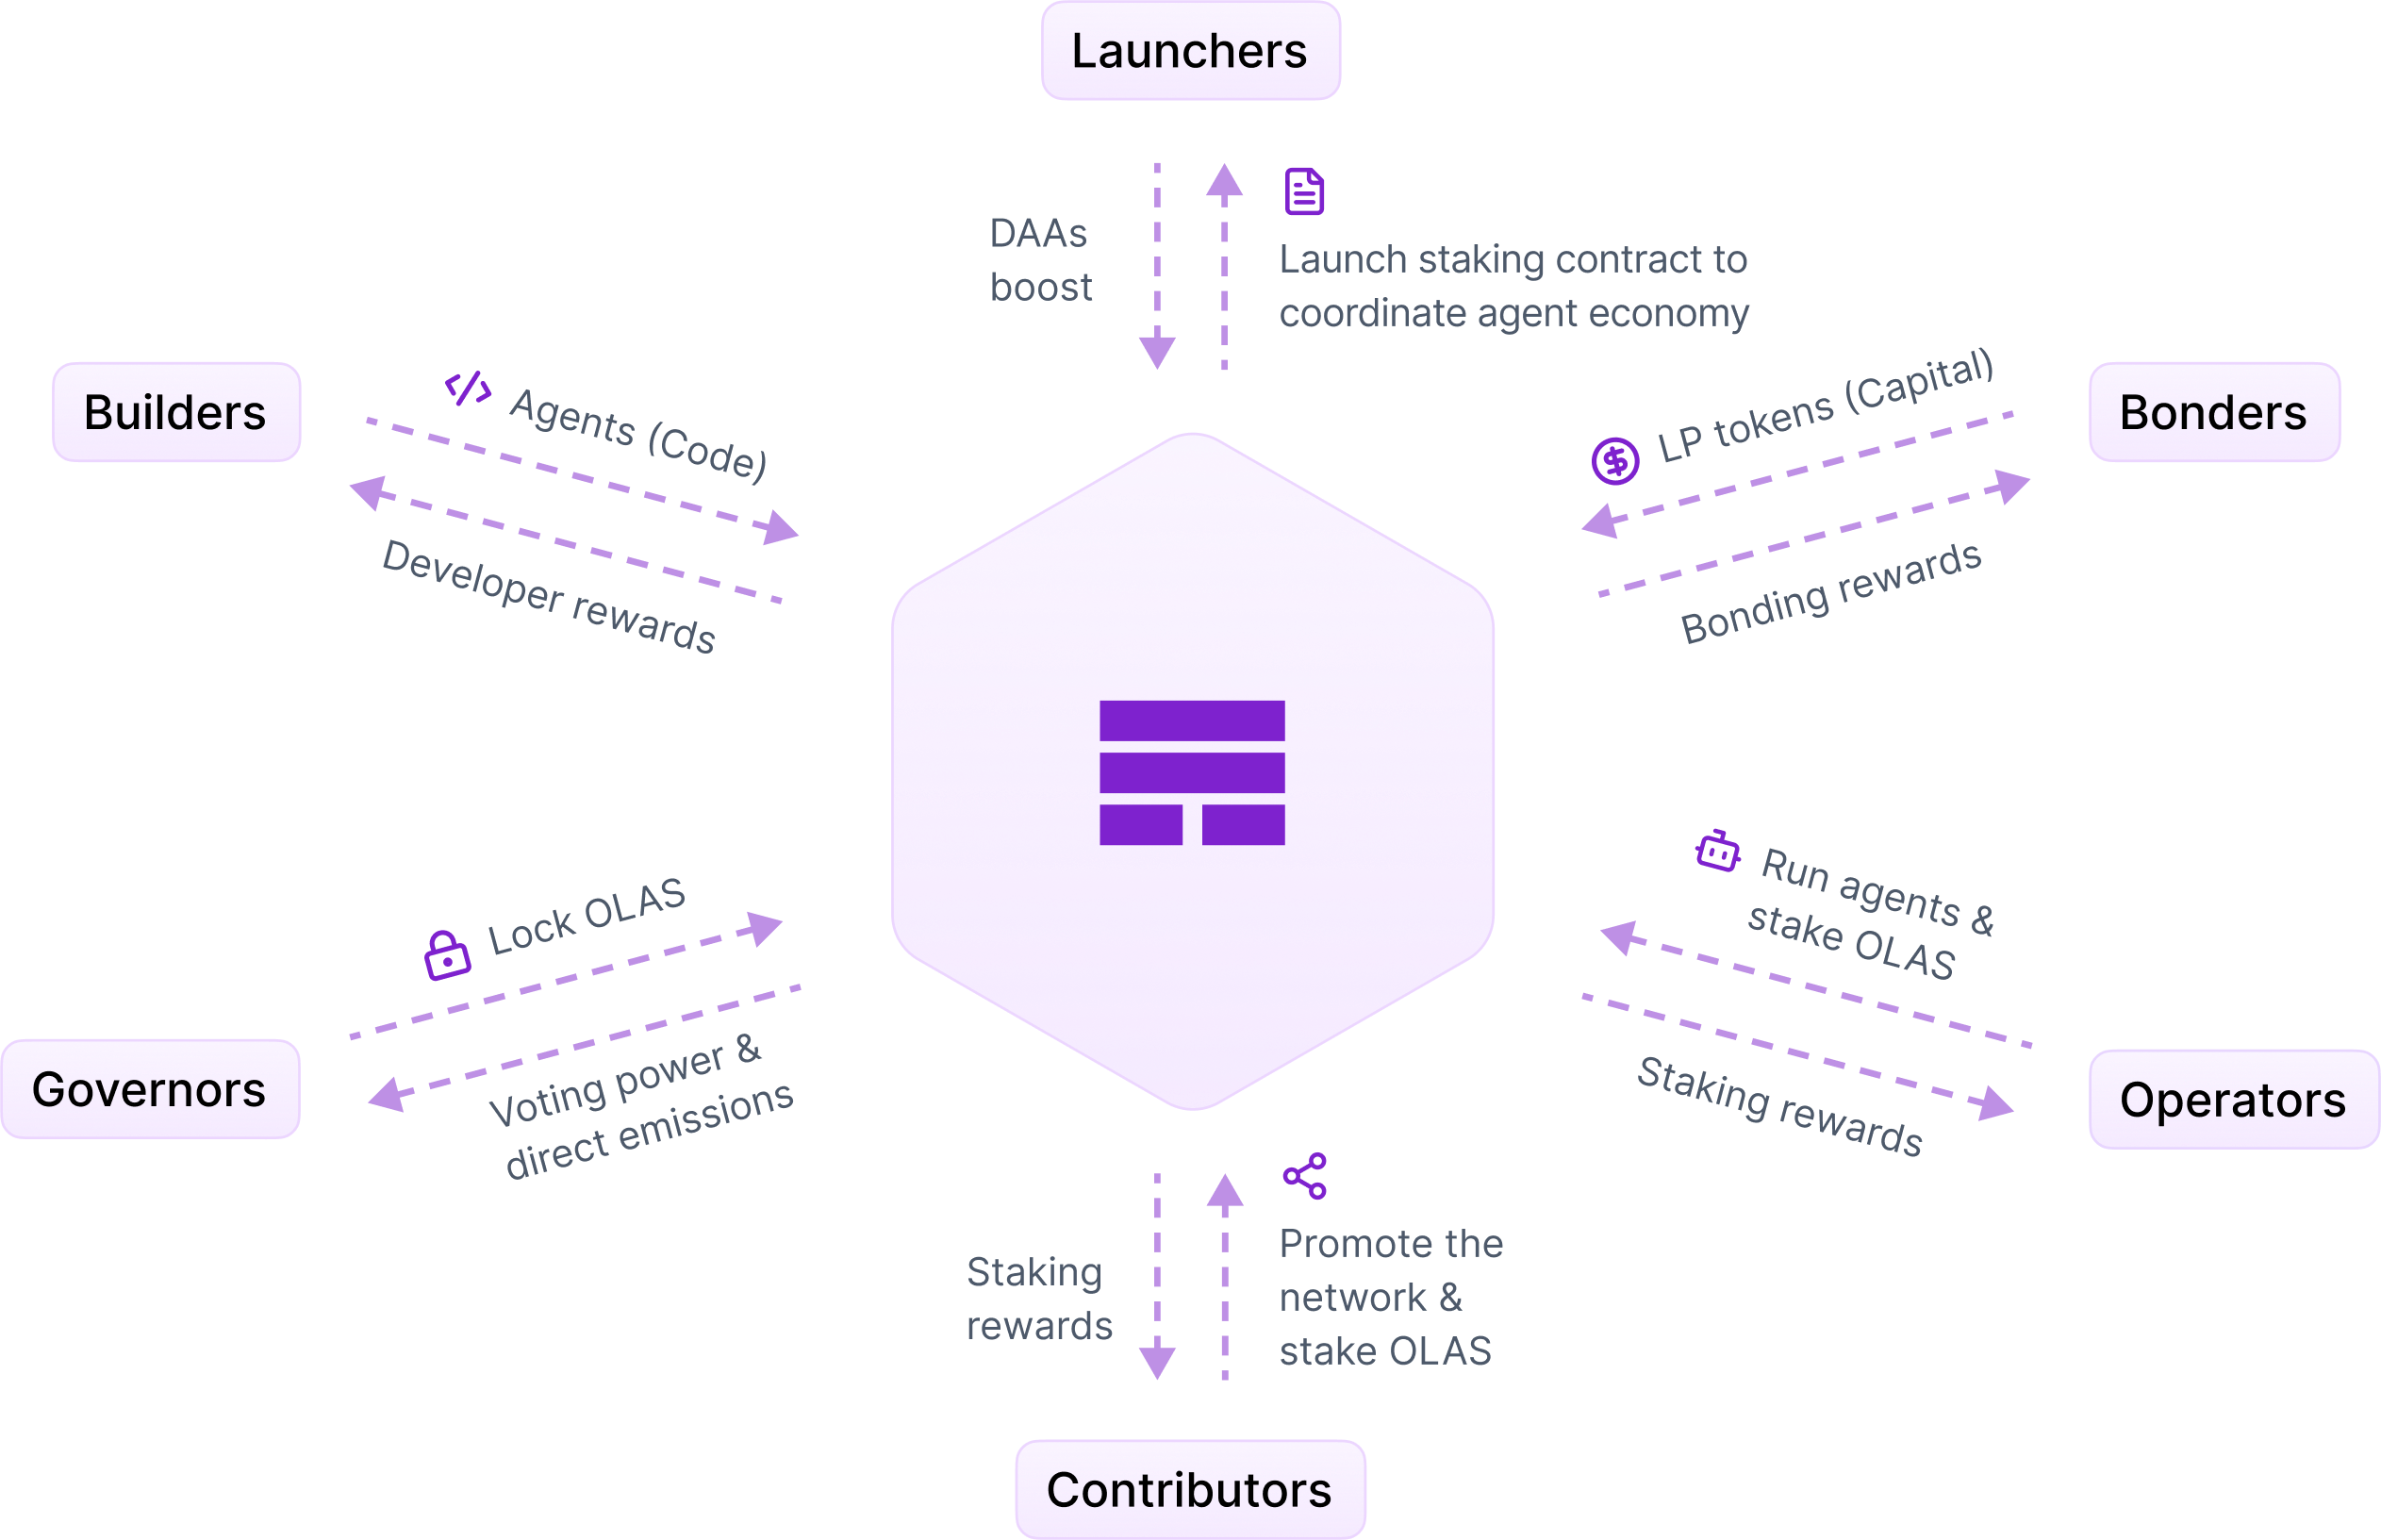 Launchers
DAAs
boost
Launch staking contract to
coordinate agent economy
Builders
Agents (Code)
Developer rewards
LP tokens (Capital)
Bonding rewards
Bonders
Lock OLAS
Voting power &
direct emissions
Governors
Run agents &
stake OLAS
Staking rewards
Operators
Staking
rewards
Promote the
network &
stake OLAS
Contributors